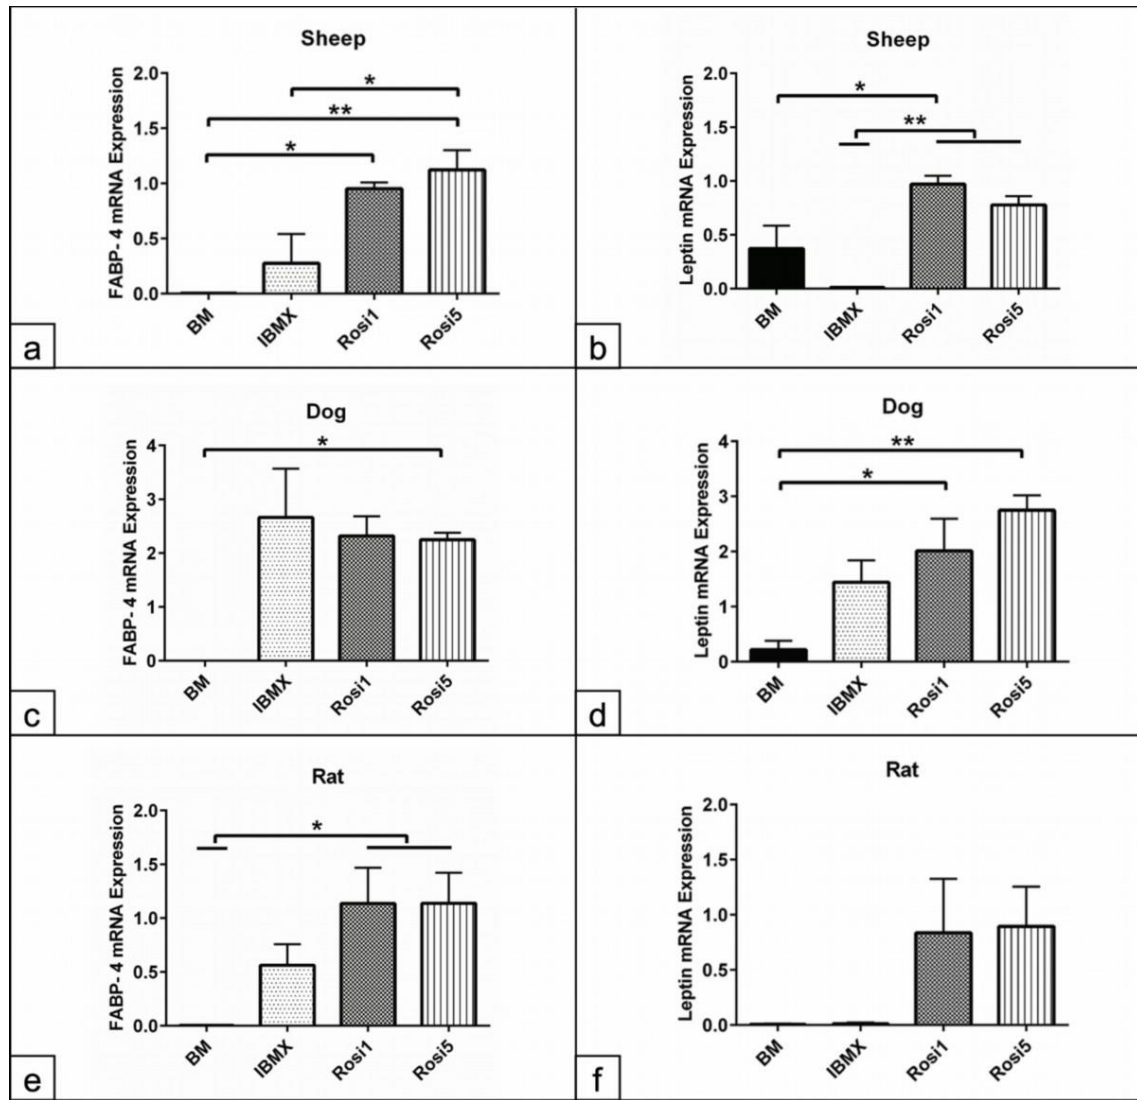 Sheep
FABP- 4 mRNA Expression
2.0
1.5
1.0
0.5
0.0
*
**
*
BM
IBMX
Rosi1
Rosi5
a
Sheep
Leptin mRNA Expression
2.0
1.5
1.0
0.5
0.0
*
**
BM
IBMX
Rosi1
Rosi5
b
Dog
FABP- 4 mRNA Expression
4
3
2
1
0
*
BM
IBMX
Rosi1
Rosi5
c
Dog
Leptin mRNA Expression
4
3
2
1
0
**
*
BM
IBMX
Rosi1
Rosi5
d
Rat
FABP- 4 mRNA Expression
2.0
1.5
1.0
0.5
0.0
*
BM
IBMX
Rosi1
Rosi5
e
Rat
Leptin mRNA Expression
2.0
1.5
1.0
0.5
0.0
BM
IBMX
Rosi1
Rosi5
f